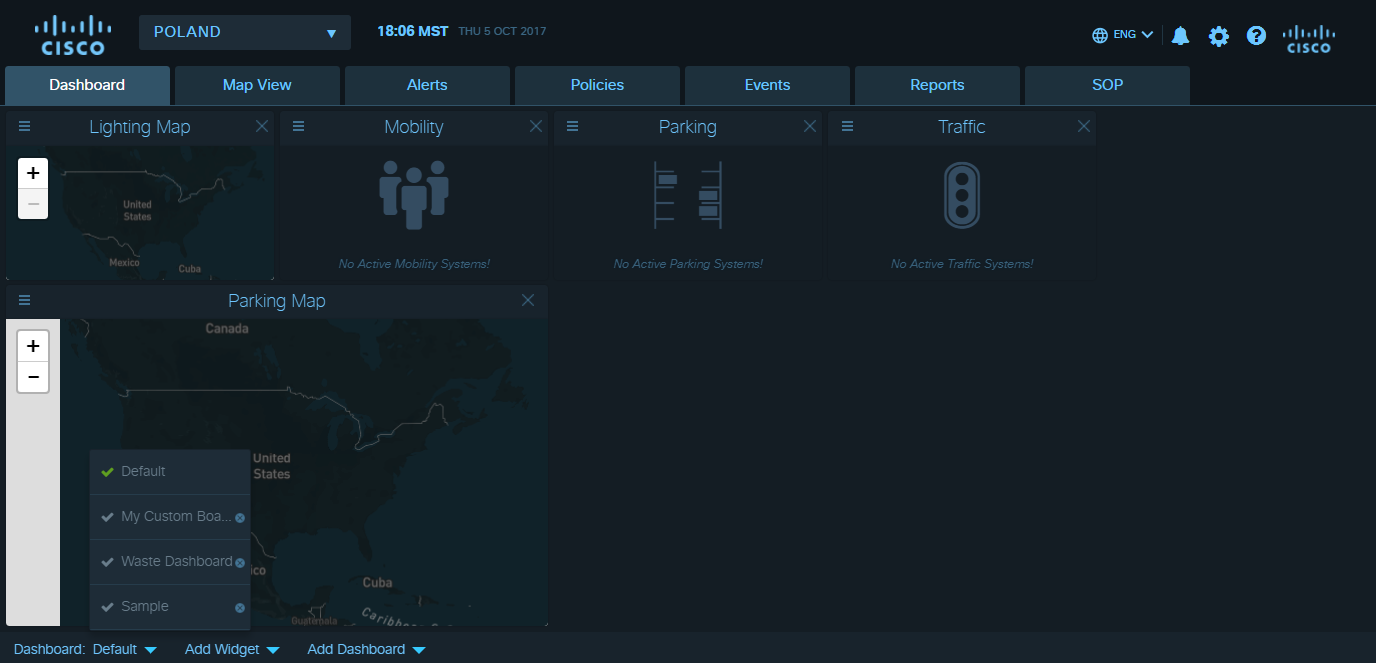 CISCO
POLAND
18:06 MST THU 5 OCT 2017
ENG
CISCO
Dashboard
Map View
Alerts
Policies
Events
Reports
SOP
Lighting Map
Mobility
Parking
Traffic
+
−
United
States
Mexico
Cuba
No Active Mobility Systems!
No Active Parking Systems!
No Active Traffic Systems!
Parking Map
+
−
Canada
United
States
ico
Cuba
Guatemala
Caribbean
Default
My Custom Boa...
Waste Dashboard
Sample
Dashboard: Default
Add Widget
Add Dashboard